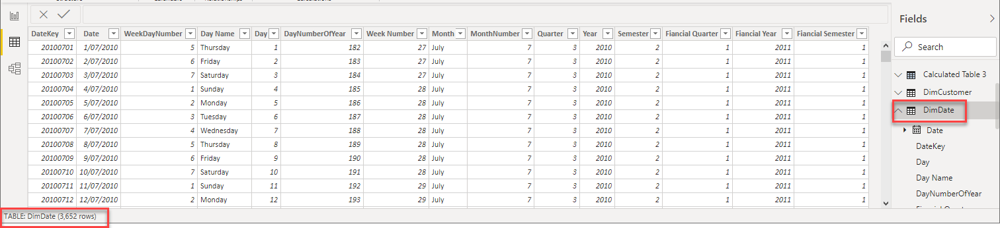 Fields
DateKey Date WeekDayNumber Day Name Day DayNumberOfYear Week Number Month MonthNumber Quarter Year Semester Fiancial Quarter Fiancial Year Fiancial Semester
20100701 1/07/2010 5 Thursday 1 182 27 July 7 3 2010 2 1 2011 1
20100702 2/07/2010 6 Friday 2 183 27 July 7 3 2010 2 1 2011 1
20100703 3/07/2010 7 Saturday 3 184 27 July 7 3 2010 2 1 2011 1
20100704 4/07/2010 1 Sunday 4 185 28 July 7 3 2010 2 1 2011 1
20100705 5/07/2010 2 Monday 5 186 28 July 7 3 2010 2 1 2011 1
20100706 6/07/2010 3 Tuesday 6 187 28 July 7 3 2010 2 1 2011 1
20100707 7/07/2010 4 Wednesday 7 188 28 July 7 3 2010 2 1 2011 1
20100708 8/07/2010 5 Thursday 8 189 28 July 7 3 2010 2 1 2011 1
20100709 9/07/2010 6 Friday 9 190 28 July 7 3 2010 2 1 2011 1
20100710 10/07/2010 7 Saturday 10 191 28 July 7 3 2010 2 1 2011 1
20100711 11/07/2010 1 Sunday 11 192 29 July 7 3 2010 2 1 2011 1
20100712 12/07/2010 2 Monday 12 193 29 July 7 3 2010 2 1 2011 1
TABLE: DimDate (3,652 rows)
Search
Calculated Table 3
DimCustomer
DimDate
Date
DateKey
Day
Day Name
DayNumberOfYear